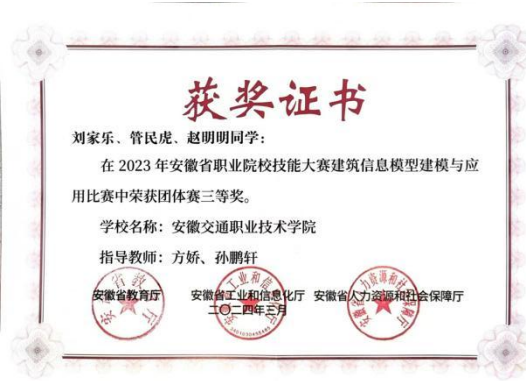 获奖证书
刘家乐、管民虎、赵明明同学：
在 2023 年安徽省职业院校技能大赛建筑信息模型建模与应
用比赛中荣获团体赛三等奖。
学校名称：安徽交通职业技术学院
指导教师：方娇、孙鹏轩
安徽省教育厅 安徽省工业和信息化厅 安徽省人力资源和社会保障厅
二〇二四年三月